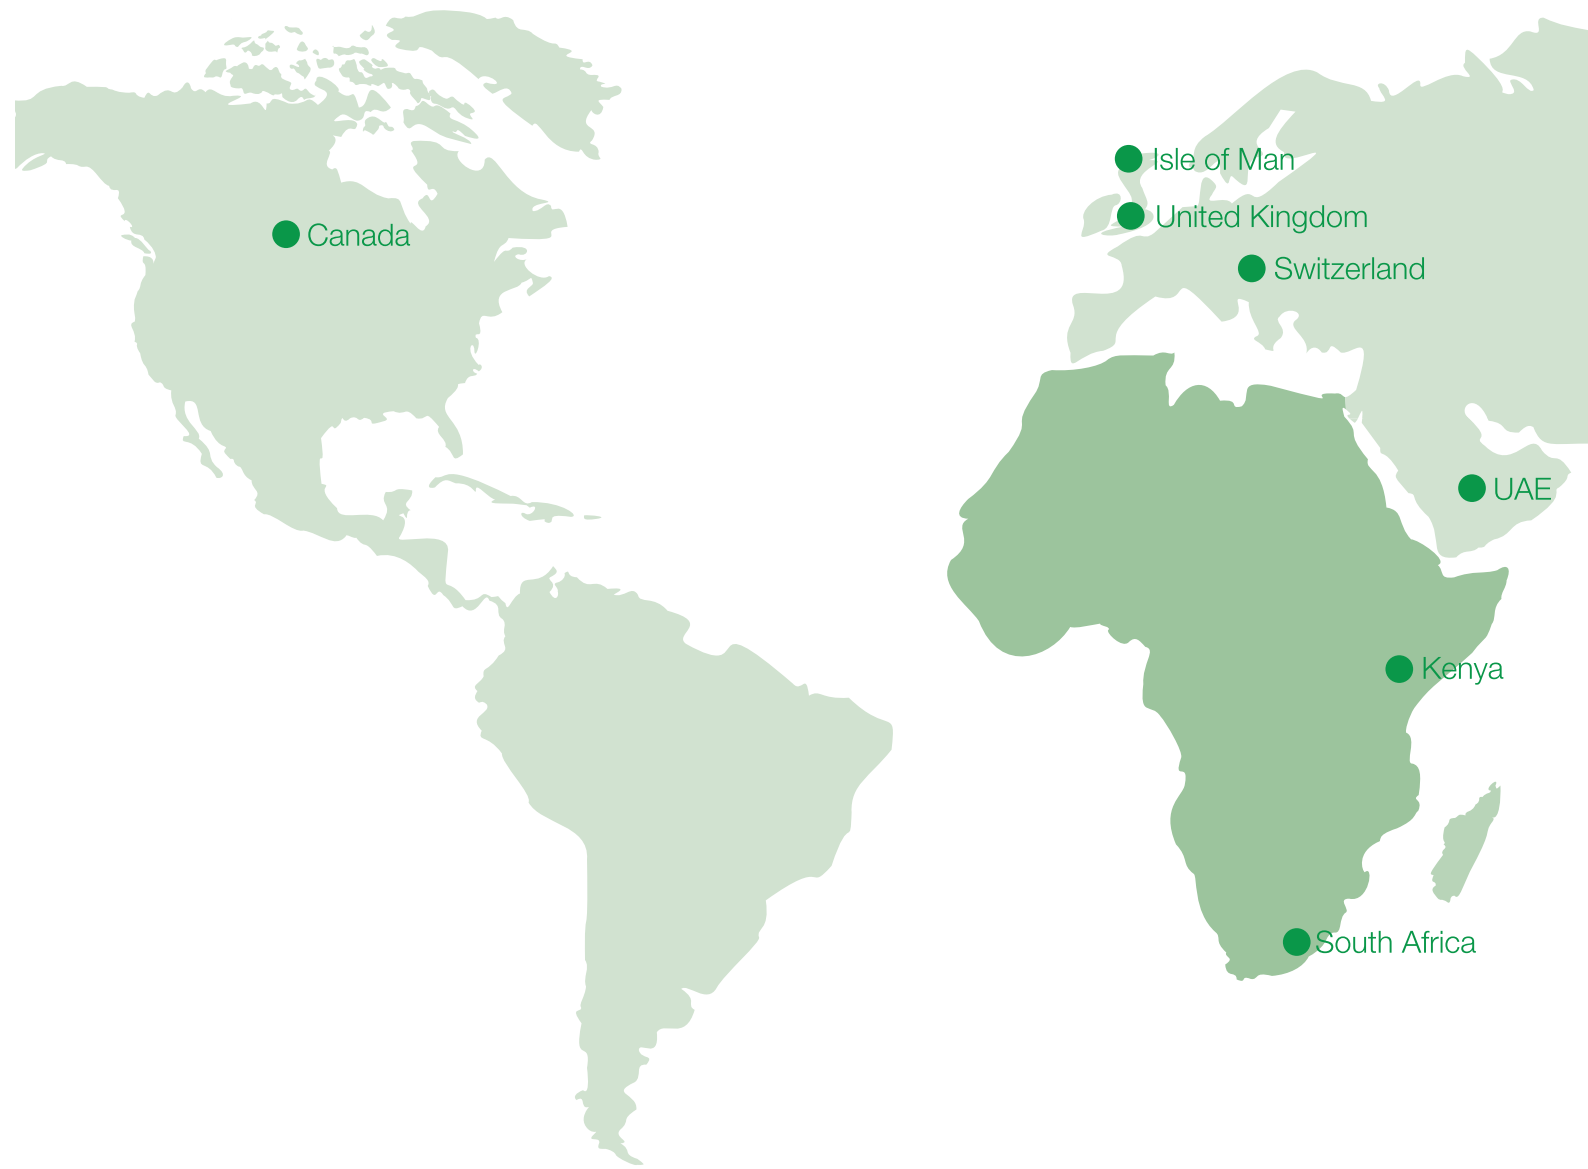 Isle of Man
United Kingdom
Canada
Switzerland
UAE
Kenya
South Africa